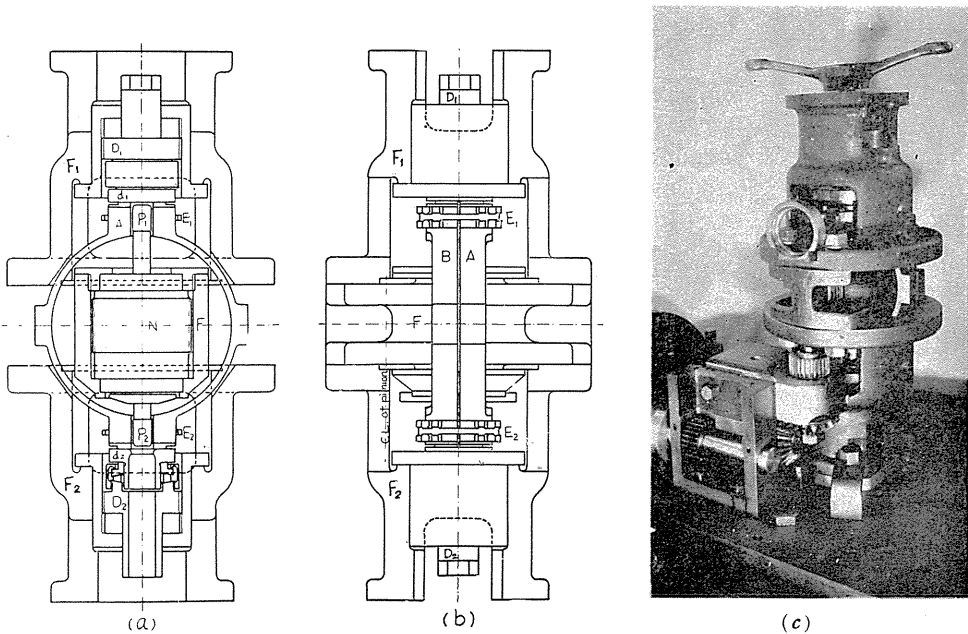 D₁
F₁
d₁
A P₁ E₁
N F
P₂ E₂
d₂
F₂
D₂
(a)
D₁
F₁
E₁
B A
F
℄ of pinion
E₂
F₂
D₂
(b)
(c)